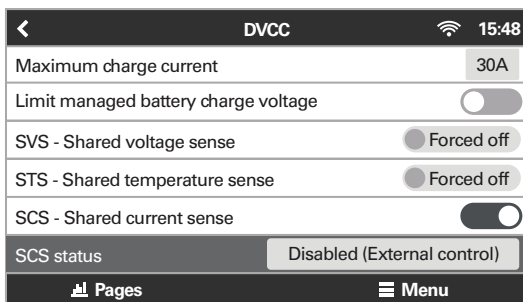 DVCC 15:48
Maximum charge current 30A
Limit managed battery charge voltage
SVS - Shared voltage sense Forced off
STS - Shared temperature sense Forced off
SCS - Shared current sense
SCS status Disabled (External control)
Pages Menu